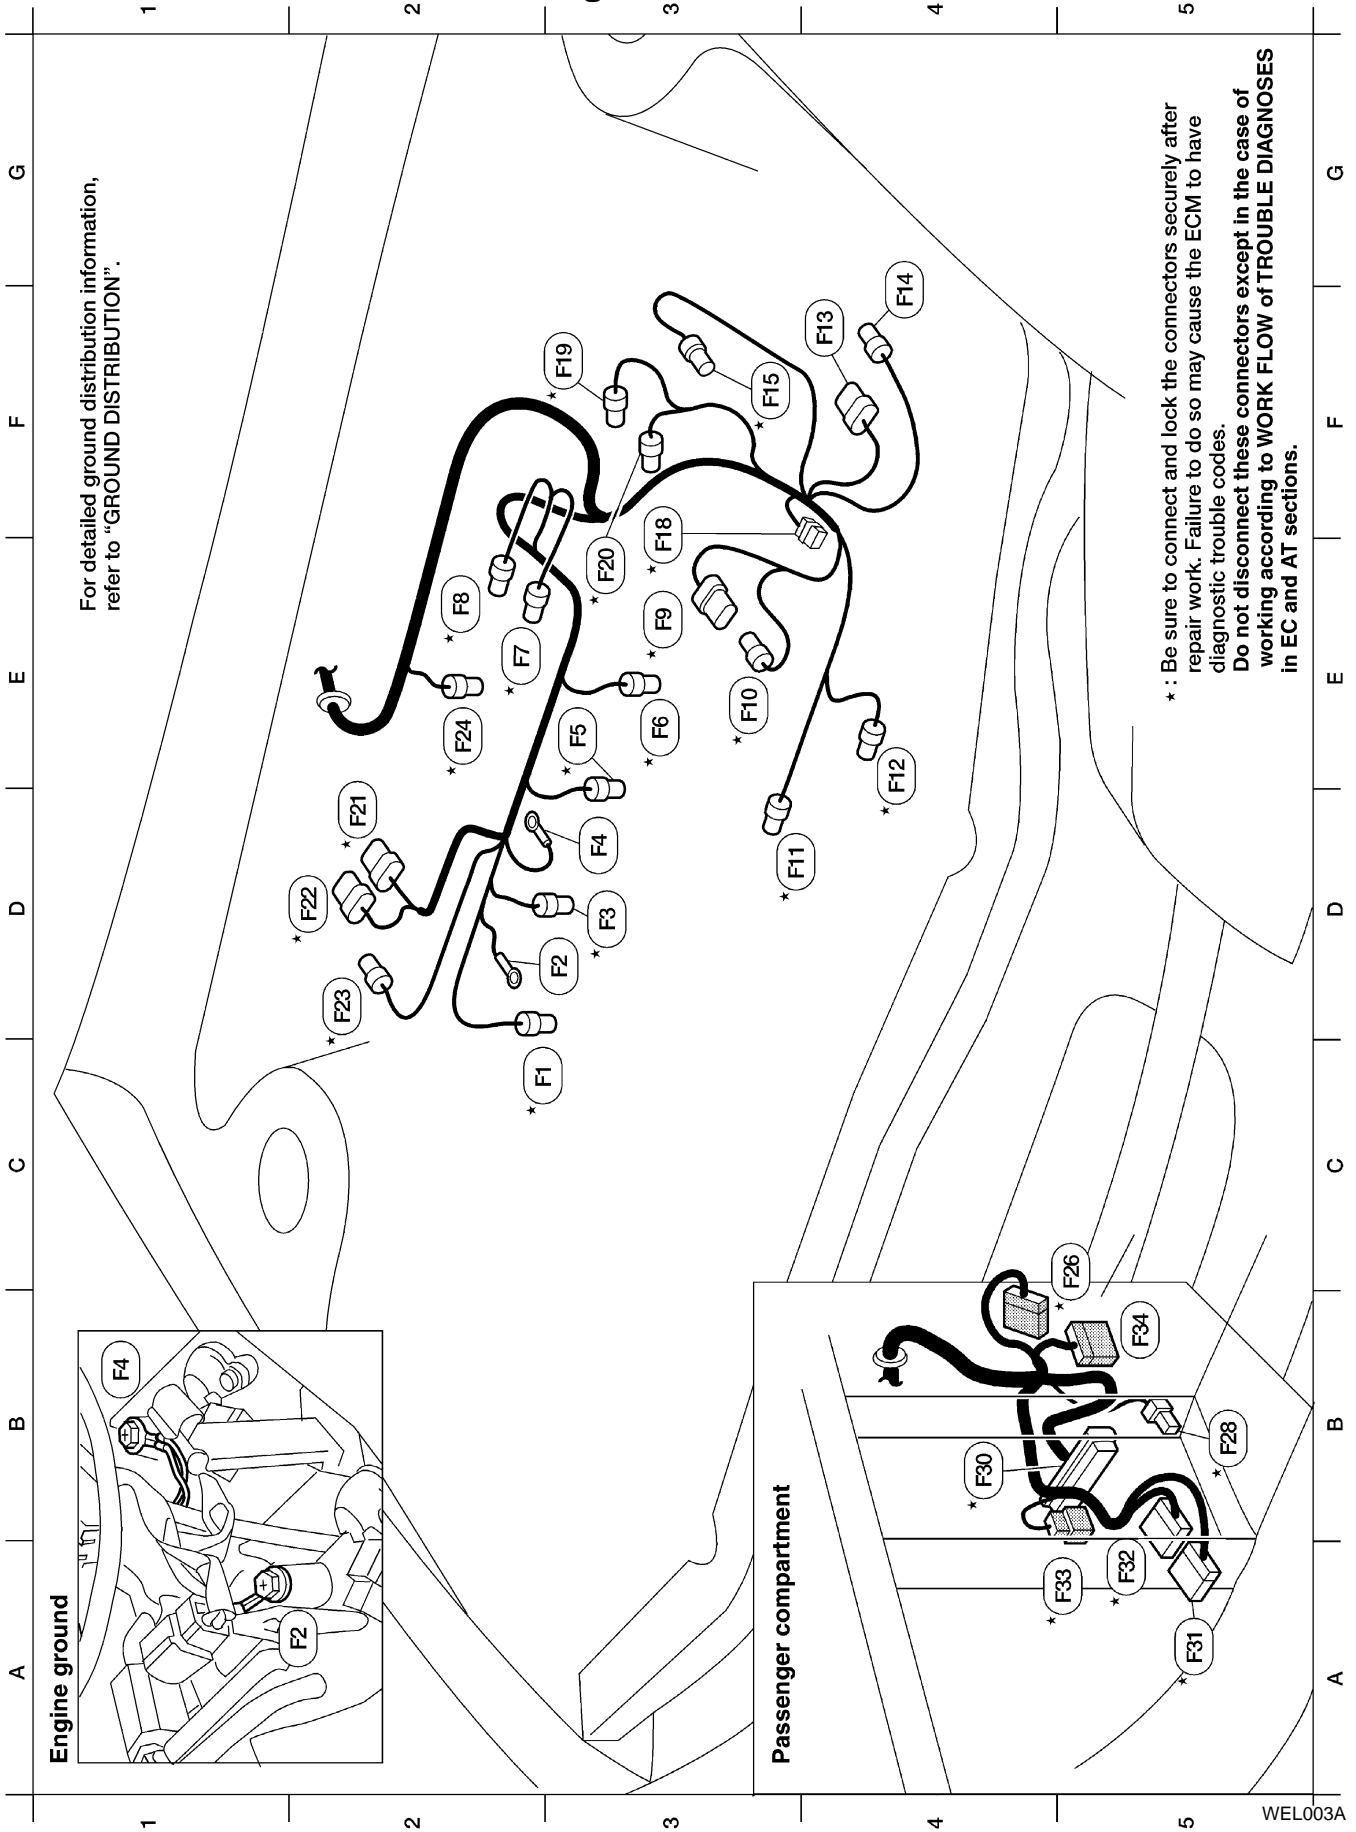 1
2
3
4
5
G
F
E
D
C
B
A
For detailed ground distribution information,
refer to “GROUND DISTRIBUTION”.
Engine ground
F4
F2
★ F22
★ F21
★ F23
★ F24
★ F8
★ F7
★ F19
★ F20
★ F1
F2
★ F3
F4
★ F5
★ F6
★ F9
★ F18
★ F15
★ F10
★ F11
★ F12
F13
F14
Passenger compartment
★ F26
F34
★ F30
★ F28
★ F33
★ F32
★ F31
★ : Be sure to connect and lock the connectors securely after
repair work. Failure to do so may cause the ECM to have
diagnostic trouble codes.
Do not disconnect these connectors except in the case of
working according to WORK FLOW of TROUBLE DIAGNOSES
in EC and AT sections.
A
B
C
D
E
F
G
1
2
3
4
5
WEL003A